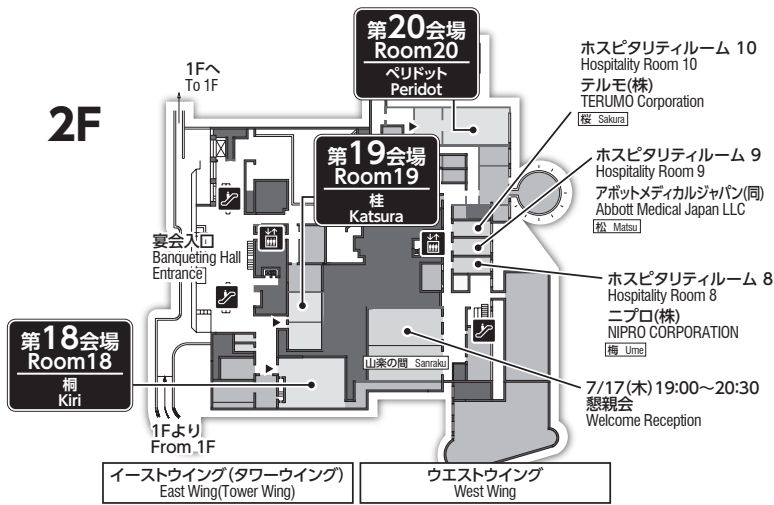 2F
1Fへ
To 1F
第20会場
Room20
ペリドット
Peridot
第19会場
Room19
桂
Katsura
宴会入口
Banqueting Hall
Entrance
第18会場
Room18
桐
Kiri
1Fより
From 1F
山楽の間 Sanraku
ホスピタリティルーム 10
Hospitality Room 10
テルモ(株)
TERUMO Corporation
桜 Sakura
ホスピタリティルーム 9
Hospitality Room 9
アボットメディカルジャパン(同)
Abbott Medical Japan LLC
松 Matsu
ホスピタリティルーム 8
Hospitality Room 8
ニプロ(株)
NIPRO CORPORATION
梅 Ume
7/17(木)19:00～20:30
懇親会
Welcome Reception
イーストウイング(タワーウイング)
East Wing(Tower Wing)
ウエストウイング
West Wing